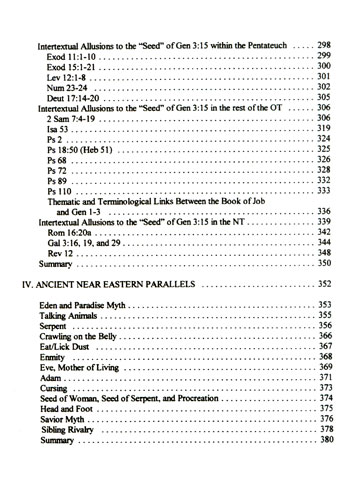 Intertextual Allusions to the "Seed" of Gen 3:15 within the Pentateuch ..... 298
Exod 11:1-10 ..... 299
Exod 15:1-21 ..... 300
Lev 12:1-8 ..... 301
Num 23-24 ..... 302
Deut 17:14-20 ..... 305
Intertextual Allusions to the "Seed" of Gen 3:15 in the rest of the OT ..... 306
2 Sam 7:4-19 ..... 306
Isa 53 ..... 319
Ps 2 ..... 324
Ps 18:50 (Heb 51) ..... 325
Ps 68 ..... 326
Ps 72 ..... 328
Ps 89 ..... 332
Ps 110 ..... 333
Thematic and Terminological Links Between the Book of Job
and Gen 1-3 ..... 336
Intertextual Allusions to the "Seed" of Gen 3:15 in the NT ..... 339
Rom 16:20a ..... 342
Gal 3:16, 19, and 29 ..... 344
Rev 12 ..... 348
Summary ..... 350
IV. ANCIENT NEAR EASTERN PARALLELS ..... 352
Eden and Paradise Myth ..... 353
Talking Animals ..... 355
Serpent ..... 356
Crawling on the Belly ..... 366
Eat/Lick Dust ..... 367
Enmity ..... 368
Eve, Mother of Living ..... 369
Adam ..... 371
Cursing ..... 373
Seed of Woman, Seed of Serpent, and Procreation ..... 374
Head and Foot ..... 375
Savior Myth ..... 376
Sibling Rivalry ..... 378
Summary ..... 380